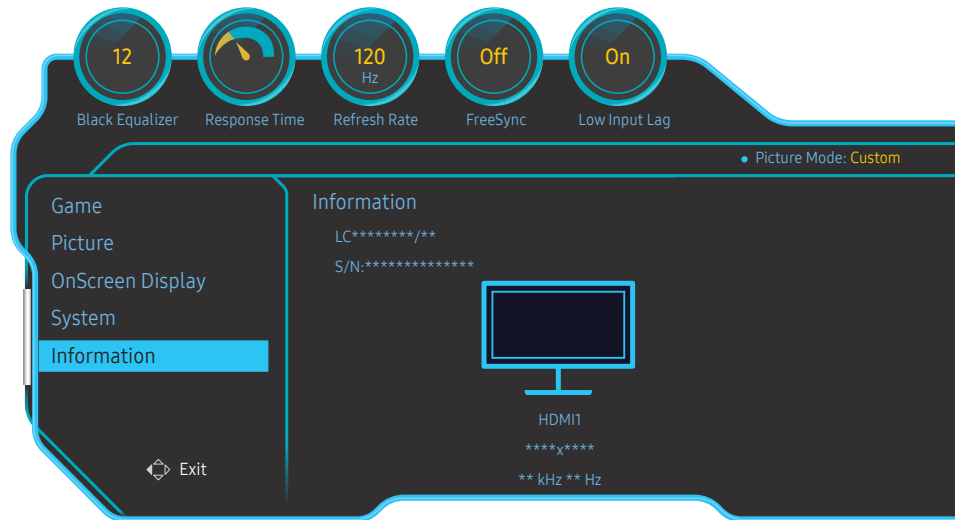 12
120
Hz
Off
On
Black Equalizer
Response Time
Refresh Rate
FreeSync
Low Input Lag
Picture Mode: Custom
Game
Picture
OnScreen Display
System
Information
Exit
Information
LC********/**
S/N:**************
HDMI1
****x****
** kHz ** Hz